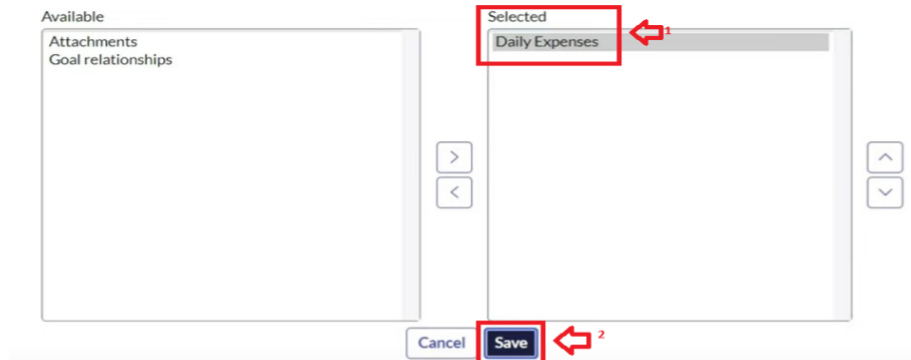 Available
Selected
Attachments
Goal relationships
Daily Expenses
1
>
<
Cancel
Save
2